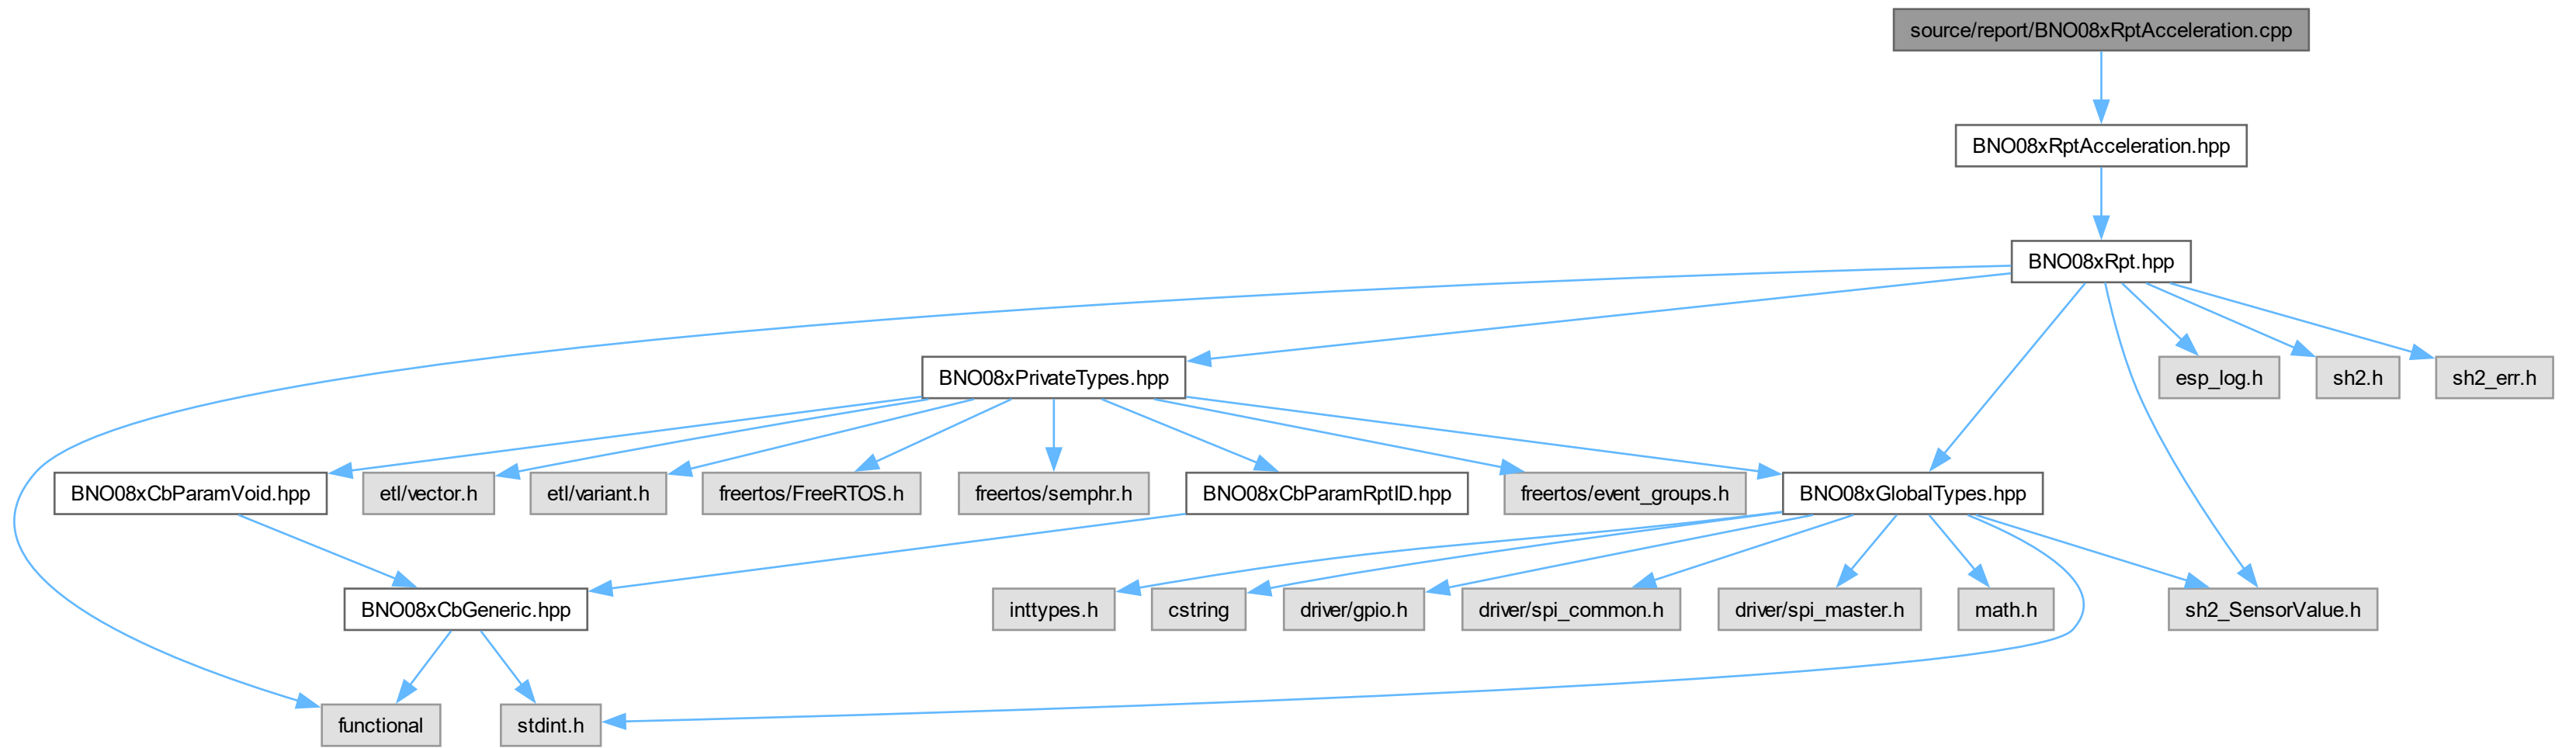 source/report/BNO08xRptAcceleration.cpp
BNO08xRptAcceleration.hpp
BNO08xRpt.hpp
BNO08xPrivateTypes.hpp
esp_log.h
sh2.h
sh2_err.h
BNO08xCbParamVoid.hpp
etl/vector.h
etl/variant.h
freertos/FreeRTOS.h
freertos/semphr.h
BNO08xCbParamRptID.hpp
freertos/event_groups.h
BNO08xGlobalTypes.hpp
BNO08xCbGeneric.hpp
inttypes.h
cstring
driver/gpio.h
driver/spi_common.h
driver/spi_master.h
math.h
sh2_SensorValue.h
functional
stdint.h